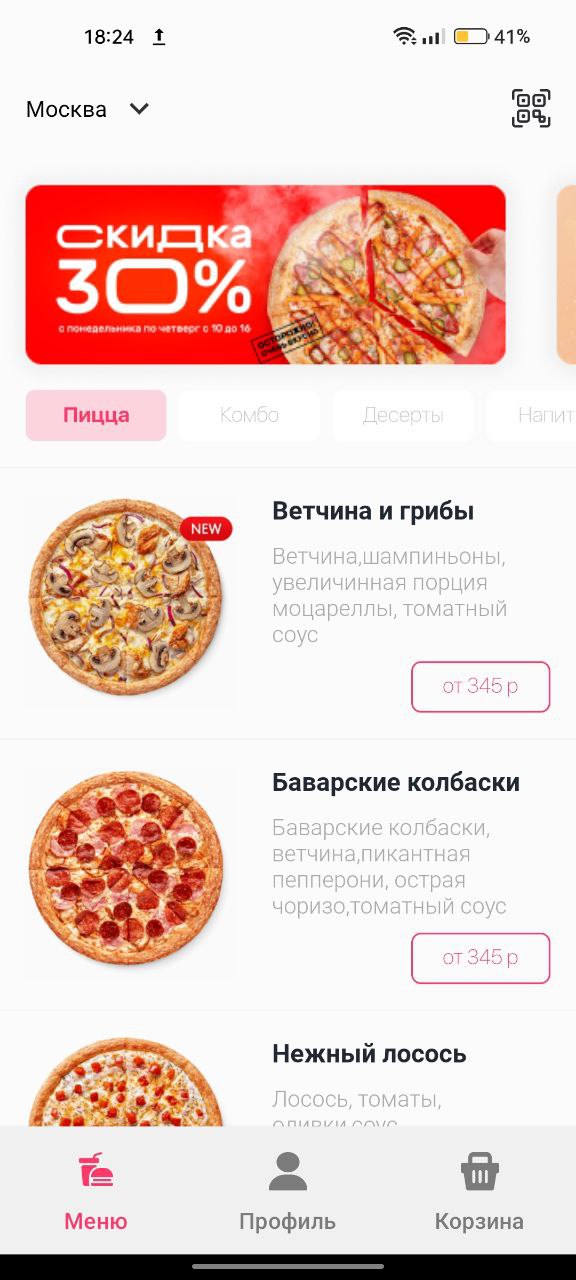 18:24
41%
Москва
Скидка
30%
с понедельника по четверг с 10 до 16
ОСТОРОЖНО!
ОЧЕНЬ ВКУСНО
Пицца
Комбо
Десерты
Напит
NEW
Ветчина и грибы
Ветчина,шампиньоны,
увеличинная порция
моцареллы, томатный
соус
от 345 р
Баварские колбаски
Баварские колбаски,
ветчина,пикантная
пепперони, острая
чоризо,томатный соус
от 345 р
Нежный лосось
Лосось, томаты,
оливки,соус
Меню
Профиль
Корзина